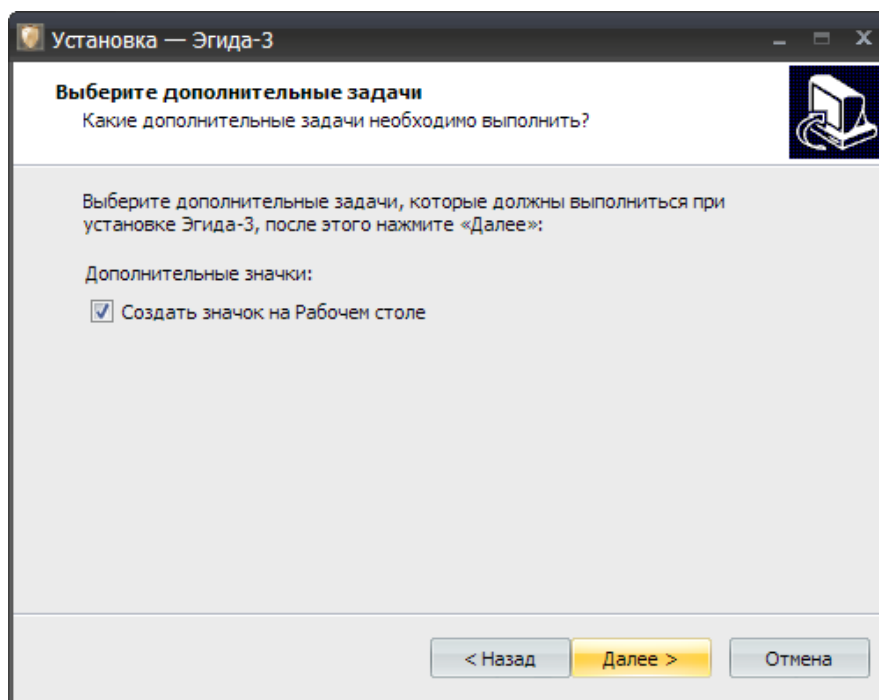 Установка — Эгида-3
Выберите дополнительные задачи
Какие дополнительные задачи необходимо выполнить?
Выберите дополнительные задачи, которые должны выполниться при
установке Эгида-3, после этого нажмите «Далее»:
Дополнительные значки:
Создать значок на Рабочем столе
< Назад
Далее >
Отмена